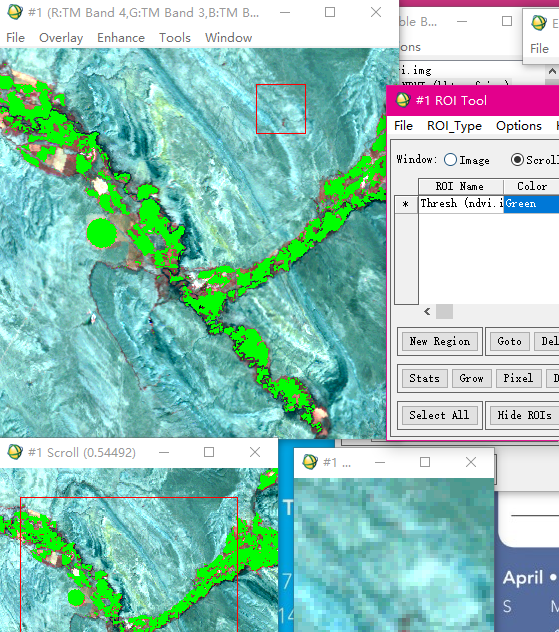 #1 (R:TM Band 4,G:TM Band 3,B:TM B...
File Overlay Enhance Tools Window
ble B...
ons
i.img
File
#1 ROI Tool
File ROI_Type Options
Window: Image Scroll
ROI Name Color
* Thresh (ndvi.i Green
New Region Goto Del
Stats Grow Pixel D
Select All Hide ROIs
#1 Scroll (0.54492)
#1 ...
T
7
14
April •
S M